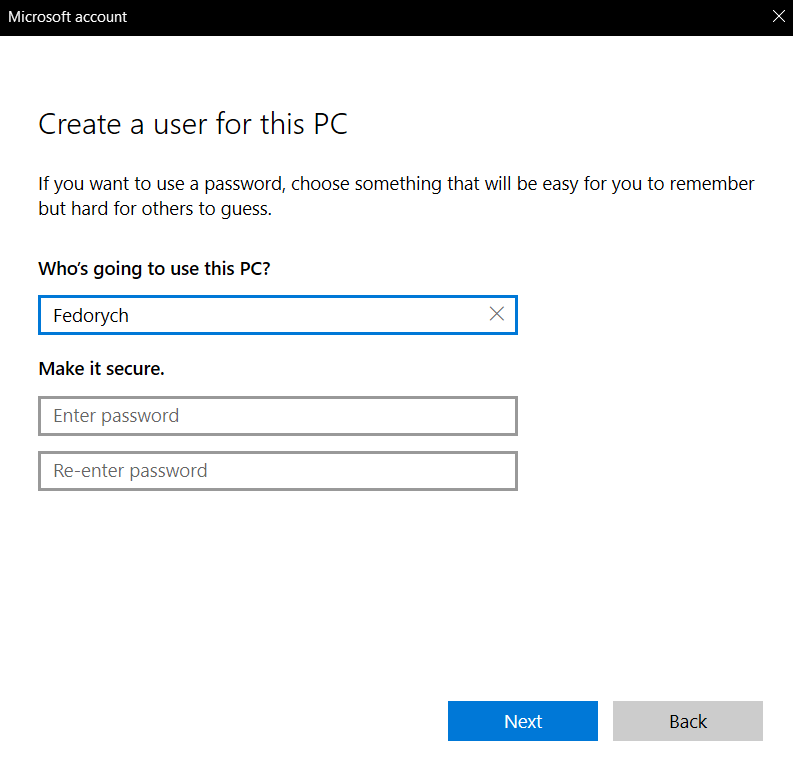 Microsoft account
Create a user for this PC
If you want to use a password, choose something that will be easy for you to remember
but hard for others to guess.
Who's going to use this PC?
Fedorych
Make it secure.
Enter password
Re-enter password
Next
Back